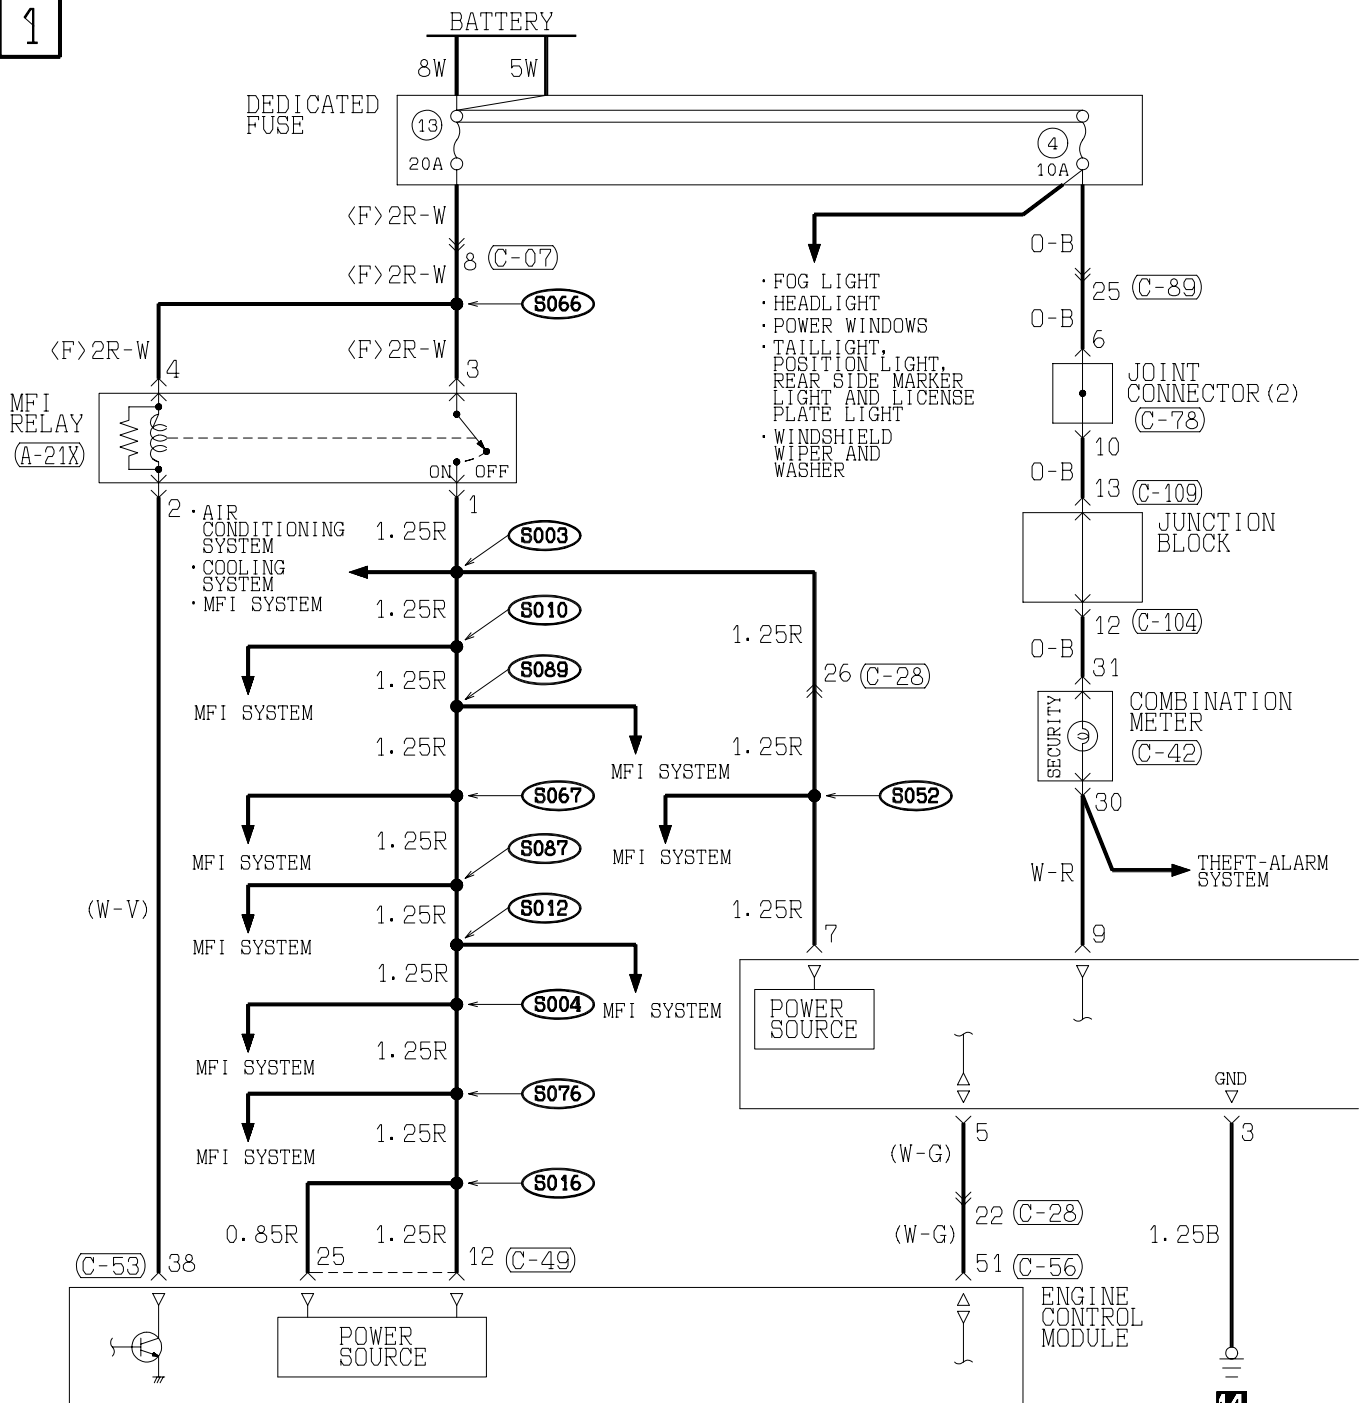 1
BATTERY
8W
5W
DEDICATED
FUSE
13
20A
4
10A
〈F〉2R-W
8 (C-07)
〈F〉2R-W
S066
〈F〉2R-W
4
〈F〉2R-W
3
· FOG LIGHT
· HEADLIGHT
· POWER WINDOWS
· TAILLIGHT,
POSITION LIGHT,
REAR SIDE MARKER
LIGHT AND LICENSE
PLATE LIGHT
· WINDSHIELD
WIPER AND
WASHER
O-B
25 (C-89)
O-B
6
JOINT
CONNECTOR(2)
(C-78)
10
O-B
13 (C-109)
JUNCTION
BLOCK
12 (C-104)
O-B
31
SECURITY
COMBINATION
METER
(C-42)
30
THEFT-ALARM
SYSTEM
W-R
9
MFI
RELAY
(A-21X)
ON
OFF
2
1
· AIR
CONDITIONING
SYSTEM
· COOLING
SYSTEM
· MFI SYSTEM
1.25R
S003
1.25R
S010
MFI SYSTEM
1.25R
S089
MFI SYSTEM
1.25R
S067
MFI SYSTEM
1.25R
S087
MFI SYSTEM
1.25R
S012
MFI SYSTEM
1.25R
S004
MFI SYSTEM
1.25R
S076
MFI SYSTEM
1.25R
S016
0.85R
25
1.25R
12 (C-49)
(W-V)
(C-53) 38
1.25R
26 (C-28)
1.25R
S052
MFI SYSTEM
1.25R
7
POWER
SOURCE
GND
5
3
(W-G)
22 (C-28)
(W-G)
51 (C-56)
1.25B
ENGINE
CONTROL
MODULE
POWER
SOURCE
14